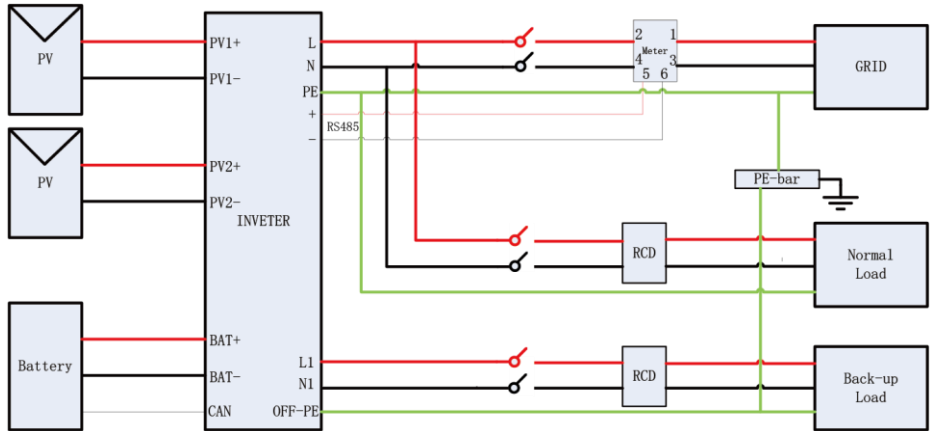 PV
PV1+
PV1-
PV
PV2+
PV2-
INVETER
Battery
BAT+
BAT-
CAN
L
N
PE
+
-
RS485
L1
N1
OFF-PE
2 1
Meter
4 3
5 6
GRID
PE-bar
RCD
Normal
Load
RCD
Back-up
Load